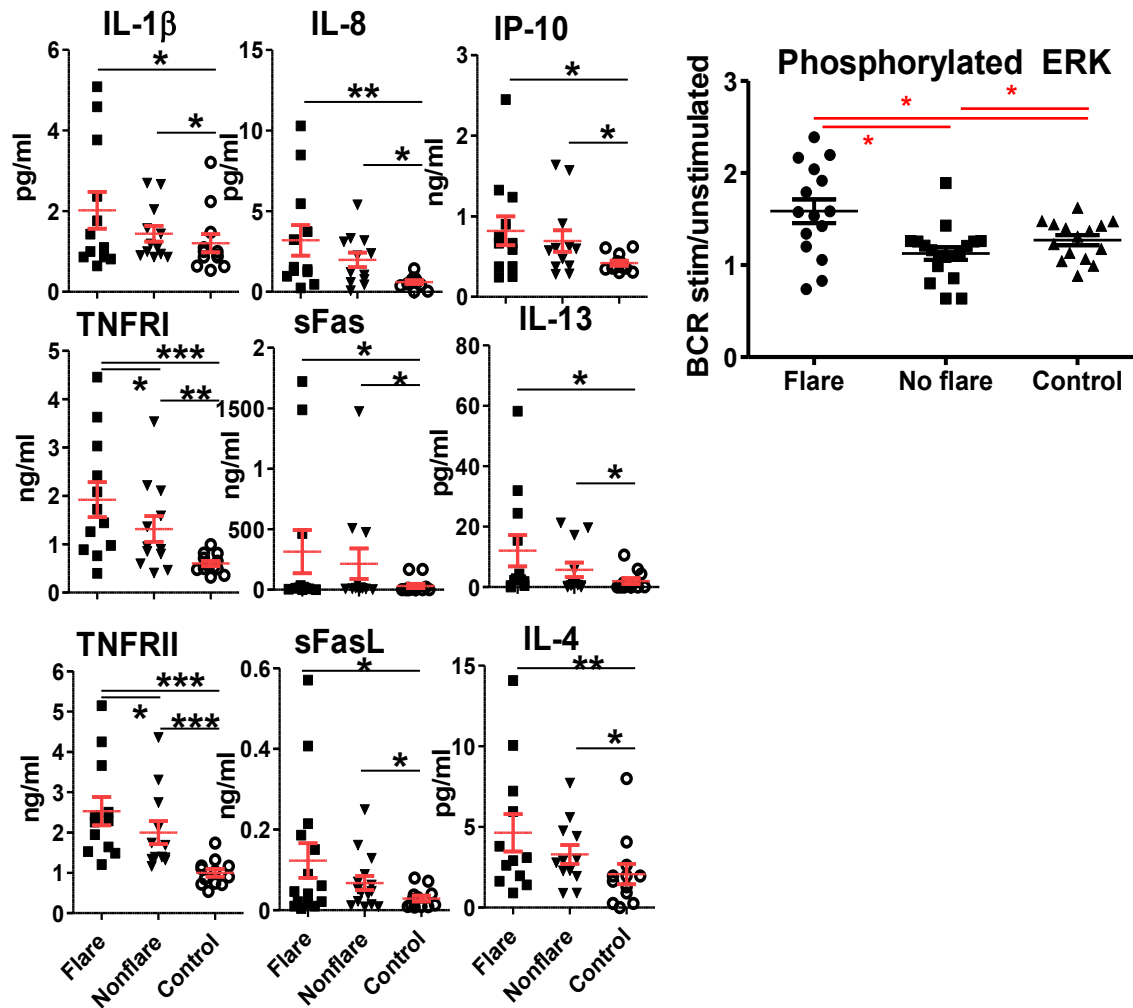 IL-1β
6
4
2
0
pg/ml
*
*
IL-8
15
10
5
0
pg/ml
**
*
IP-10
3
2
1
0
ng/ml
*
*
Phosphorylated ERK
3
2
1
BCR stim/unstimulated
*
*
*
Flare
No flare
Control
TNFRI
5
4
3
2
1
0
ng/ml
***
*
**
sFas
2
1500
1
500
0
ng/ml
*
*
IL-13
80
60
40
20
0
pg/ml
*
*
TNFRII
6
5
4
3
2
1
0
ng/ml
***
*
***
Flare
Nonflare
Control
sFasL
0.6
0.4
0.2
0
ng/ml
*
*
Flare
Nonflare
Control
IL-4
15
10
5
0
pg/ml
**
*
Flare
Nonflare
Control